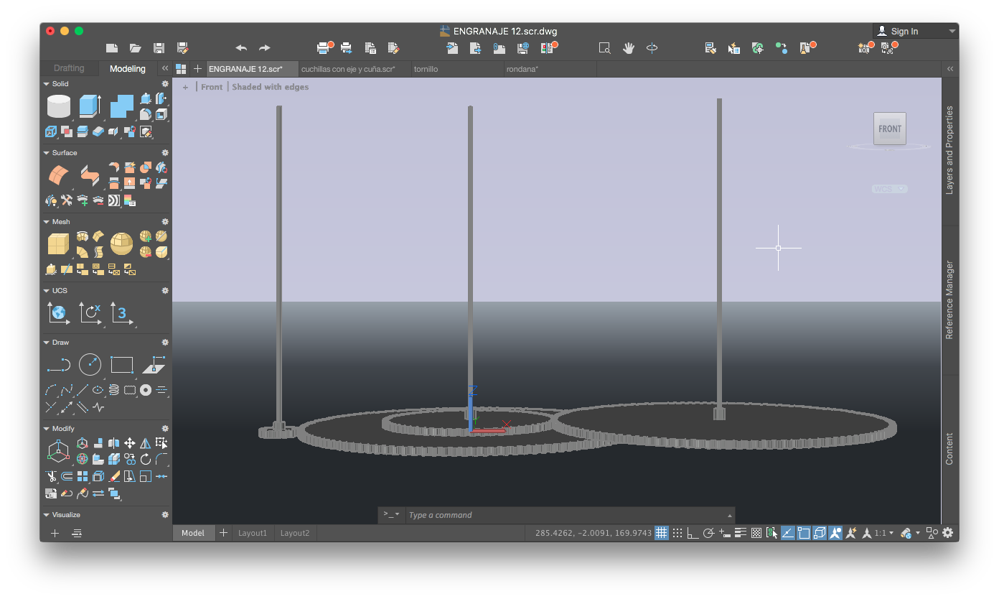 ENGRANAJE 12.scr.dwg
Sign In
Drafting
Modeling
ENGRANAJE 12.scr*
cuchillas con eje y cuña.scr*
tornillo
rondana*
Solid
+ | Front | Shaded with edges
FRONT
WCS
Layers and Properties
Surface
Mesh
UCS
X
3
Reference Manager
Draw
Z
X
Modify
Content
Visualize
>_ Type a command
Model
Layout1
Layout2
285.4262, -2.0091, 169.9743
1:1